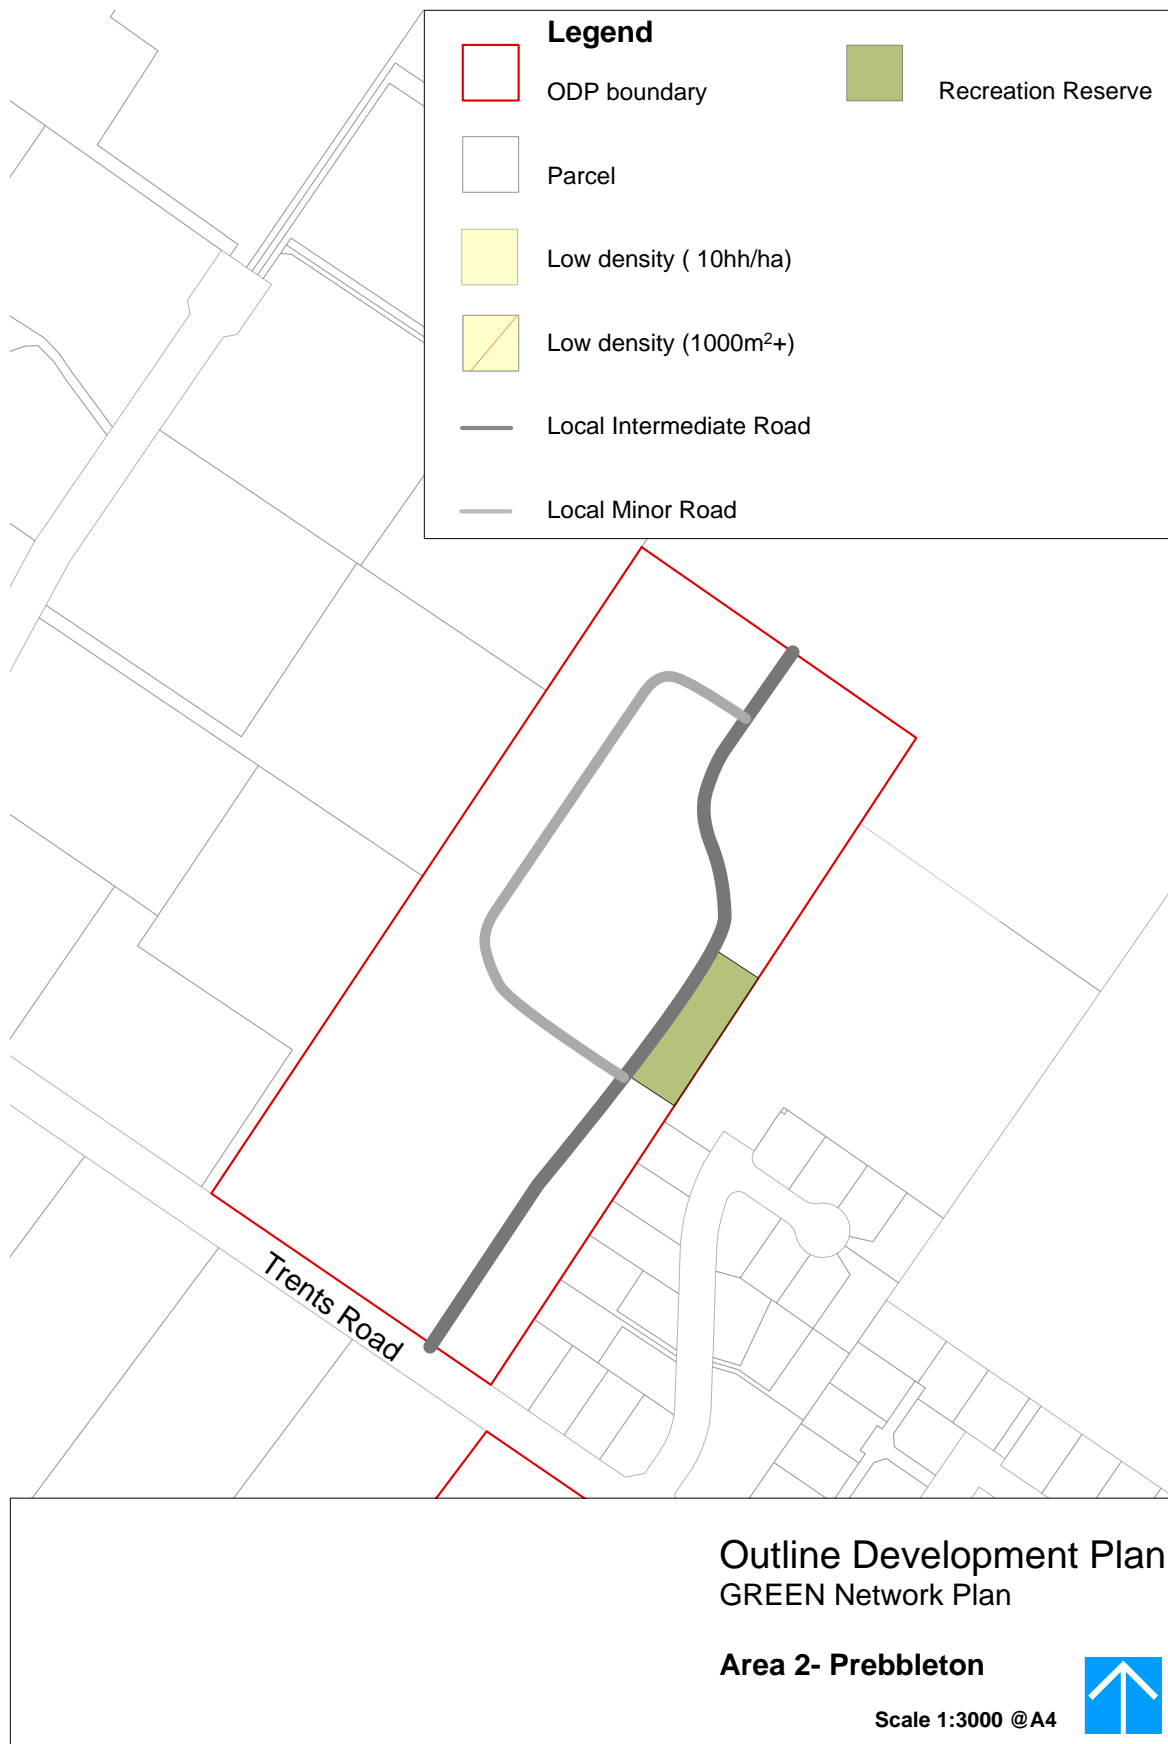 Legend
ODP boundary
Recreation Reserve
Parcel
Low density ( 10hh/ha)
Low density (1000m²+)
Local Intermediate Road
Local Minor Road
Trents Road
Outline Development Plan
GREEN Network Plan
Area 2- Prebbleton
Scale 1:3000 @A4